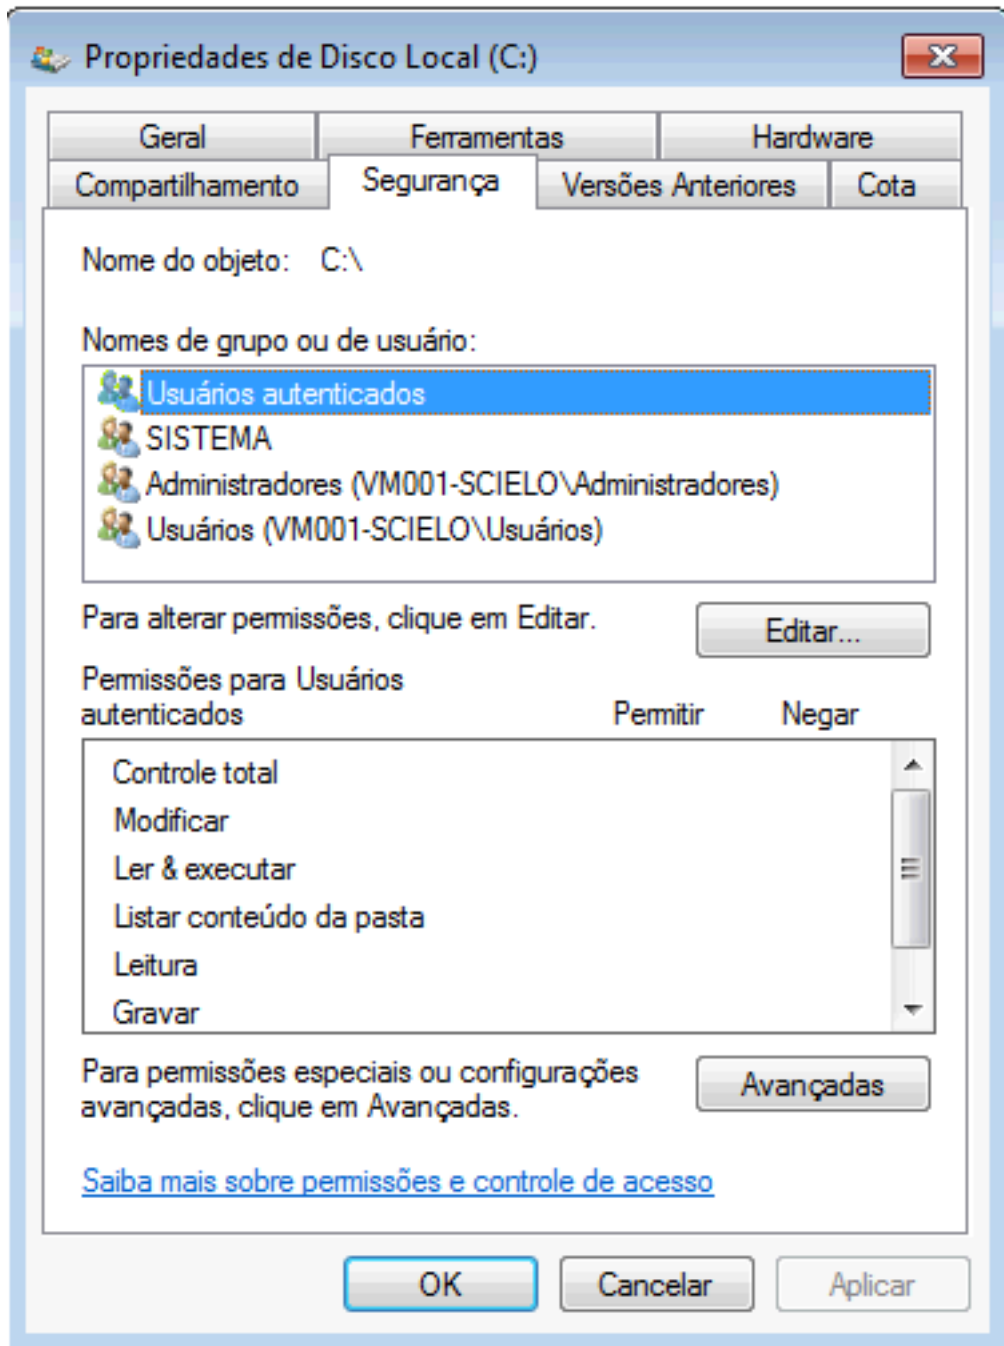 Propriedades de Disco Local (C:)
Geral Ferramentas Hardware
Compartilhamento Segurança Versões Anteriores Cota
Nome do objeto: C:\
Nomes de grupo ou de usuário:
Usuários autenticados
SISTEMA
Administradores (VM001-SCIELO\Administradores)
Usuários (VM001-SCIELO\Usuários)
Para alterar permissões, clique em Editar. Editar...
Permissões para Usuários
autenticados Permitir Negar
Controle total
Modificar
Ler & executar
Listar conteúdo da pasta
Leitura
Gravar
Para permissões especiais ou configurações
avançadas, clique em Avançadas. Avançadas
Saiba mais sobre permissões e controle de acesso
OK Cancelar Aplicar